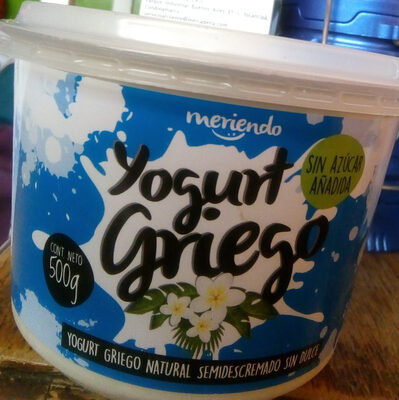 meriendo
Yogurt
Griego
SIN AZÚCAR
AÑADIDA
CONT. NETO
500g
YOGURT GRIEGO NATURAL SEMIDESCREMADO SIN DULCE